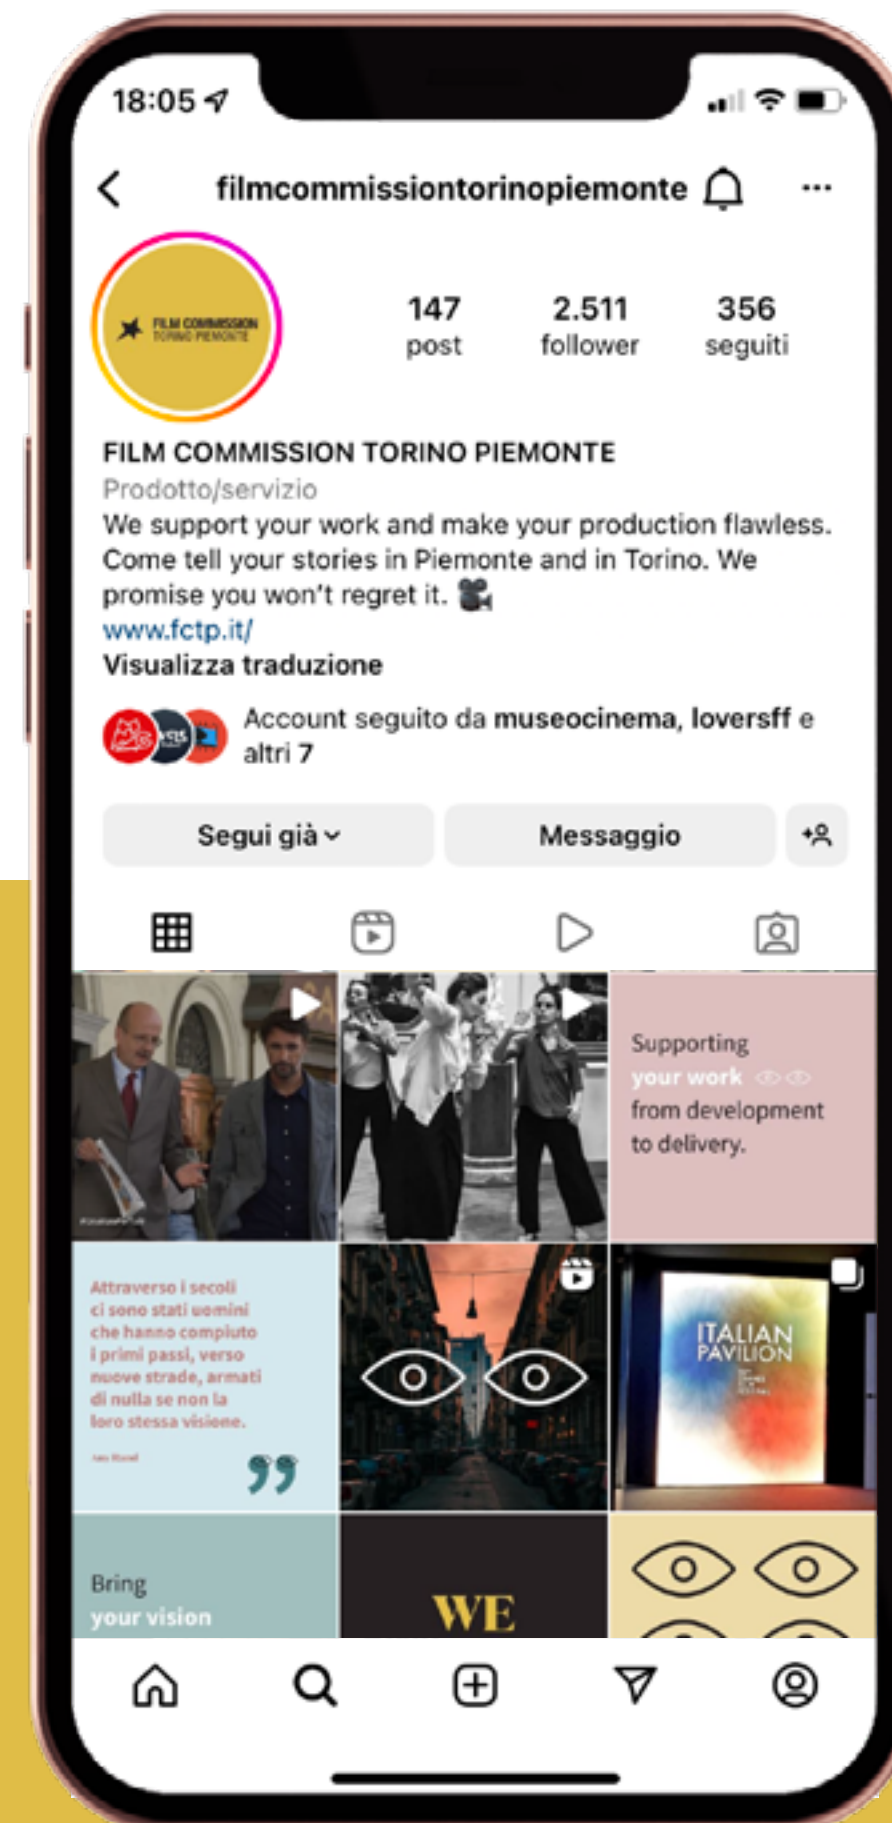 18:05
filmcommissiontorinopiemonte
FILM COMMISSION
TORINO PIEMONTE
147 2.511 356
post follower seguiti
FILM COMMISSION TORINO PIEMONTE
Prodotto/servizio
We support your work and make your production flawless.
Come tell your stories in Piemonte and in Torino. We
promise you won't regret it.
www.fctp.it/
Visualizza traduzione
Account seguito da museocinema, loversff e
altri 7
Segui già Messaggio
Supporting
your work
from development
to delivery.
Attraverso i secoli
ci sono stati uomini
che hanno compiuto
i primi passi, verso
nuove strade, armati
di nulla se non la
loro stessa visione.
ITALIAN
PAVILION
Bring
your vision
WE